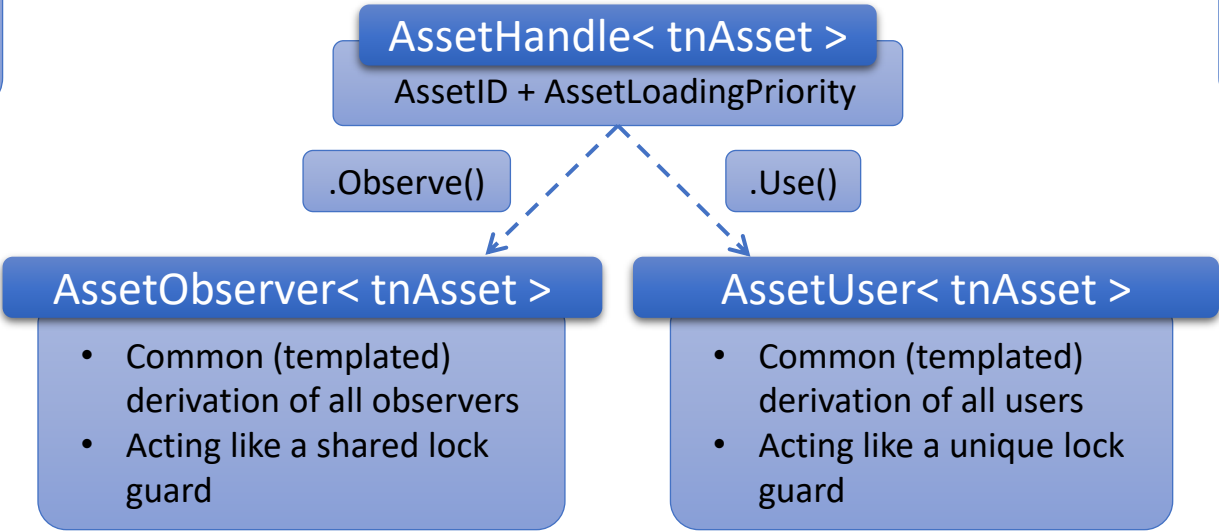 AssetHandle< tnAsset >
AssetID + AssetLoadingPriority
.Observe()
.Use()
AssetObserver< tnAsset >
• Common (templated)
derivation of all observers
• Acting like a shared lock
guard
AssetUser< tnAsset >
• Common (templated)
derivation of all users
• Acting like a unique lock
guard